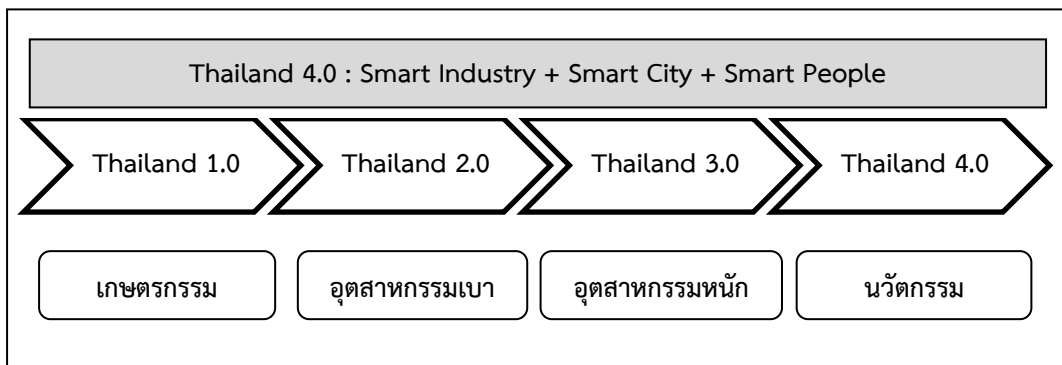 Thailand 4.0 : Smart Industry + Smart City + Smart People
Thailand 1.0 Thailand 2.0 Thailand 3.0 Thailand 4.0
เกษตรกรรม อุตสาหกรรมเบา อุตสาหกรรมหนัก นวัตกรรม